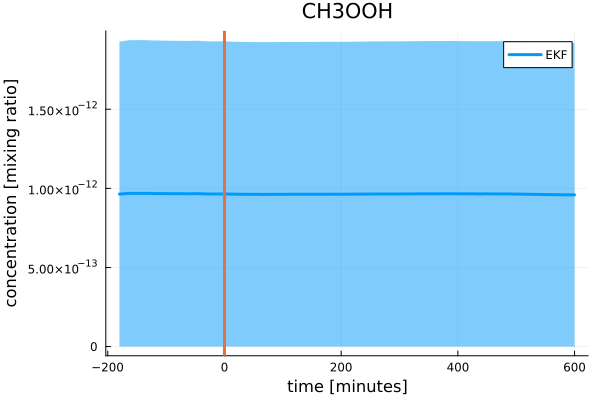 CH3OOH
concentration [mixing ratio]
EKF
1.50×10⁻¹²
1.00×10⁻¹²
5.00×10⁻¹³
0
−200 0 200 400 600
time [minutes]